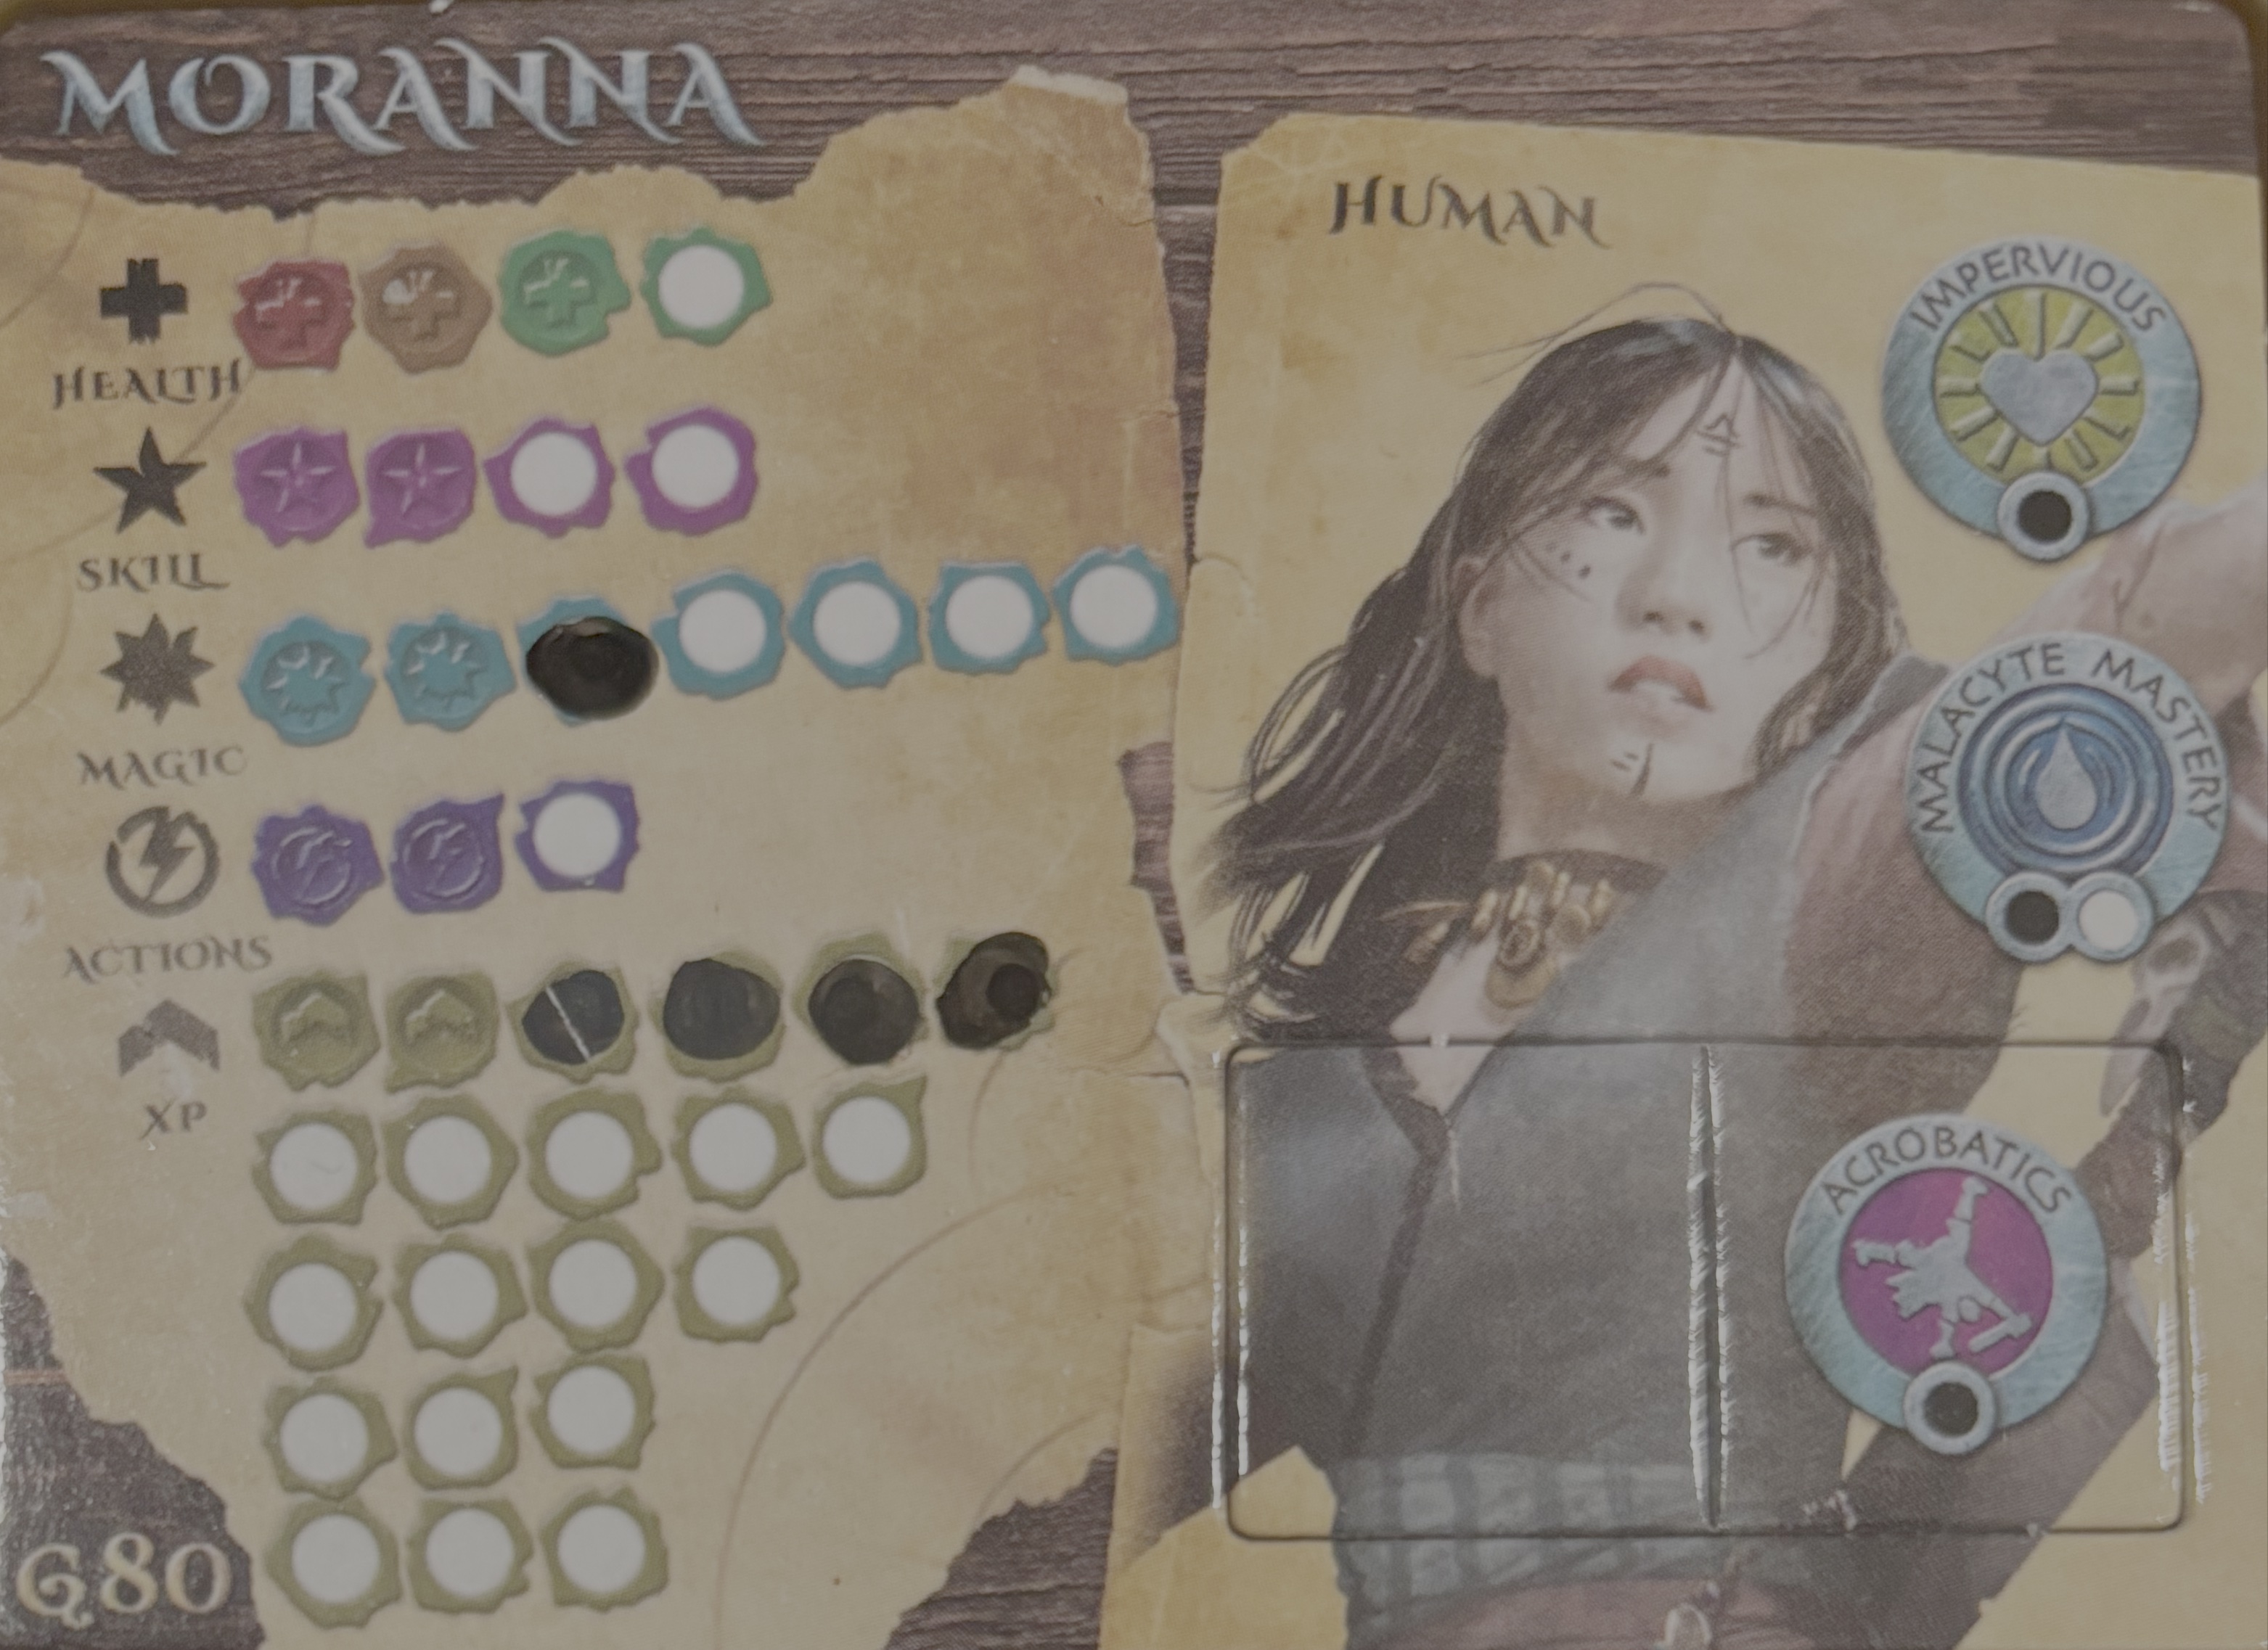 MORANNA
HUMAN
IMPERVIOUS
HEALTH
SKILL
MALACYTE MASTERY
MAGIC
ACTIONS
XP
ACROBATICS
G80